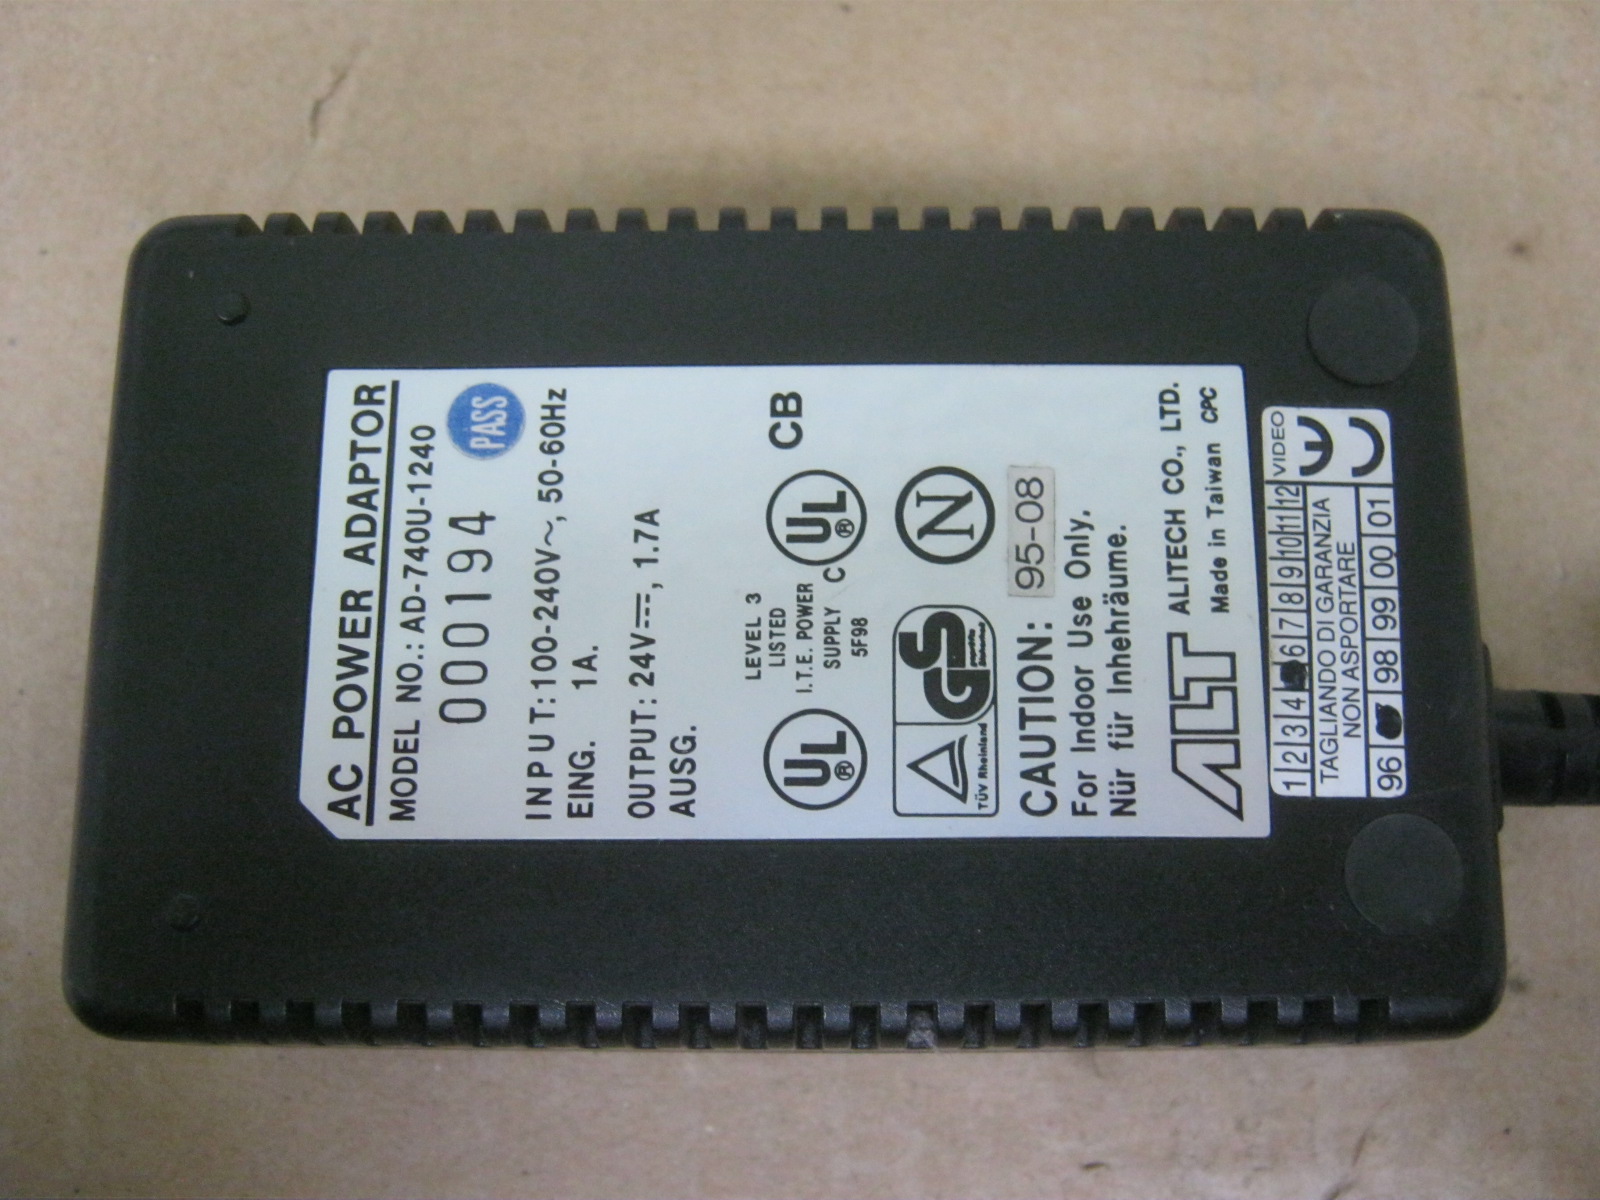 AC POWER ADAPTOR
MODEL NO.: AD-740U-1240
000194
PASS
INPUT: 100-240V~, 50-60Hz
EING. 1A.
OUTPUT: 24V⎓, 1.7A
AUSG.
LEVEL 3
LISTED
I.T.E. POWER
SUPPLY
5F98
UL®
C UL®
CB
TÜV Rheinland
GS
N
95-08
CAUTION:
For Indoor Use Only.
Nür für Inhehräume.
ALT ALITECH CO., LTD.
Made in Taiwan CPC
1 2 3 4 6 7 8 9 10 11 12 VIDEO
TAGLIANDO DI GARANZIA
NON ASPORTARE
96 98 99 00 01
CE